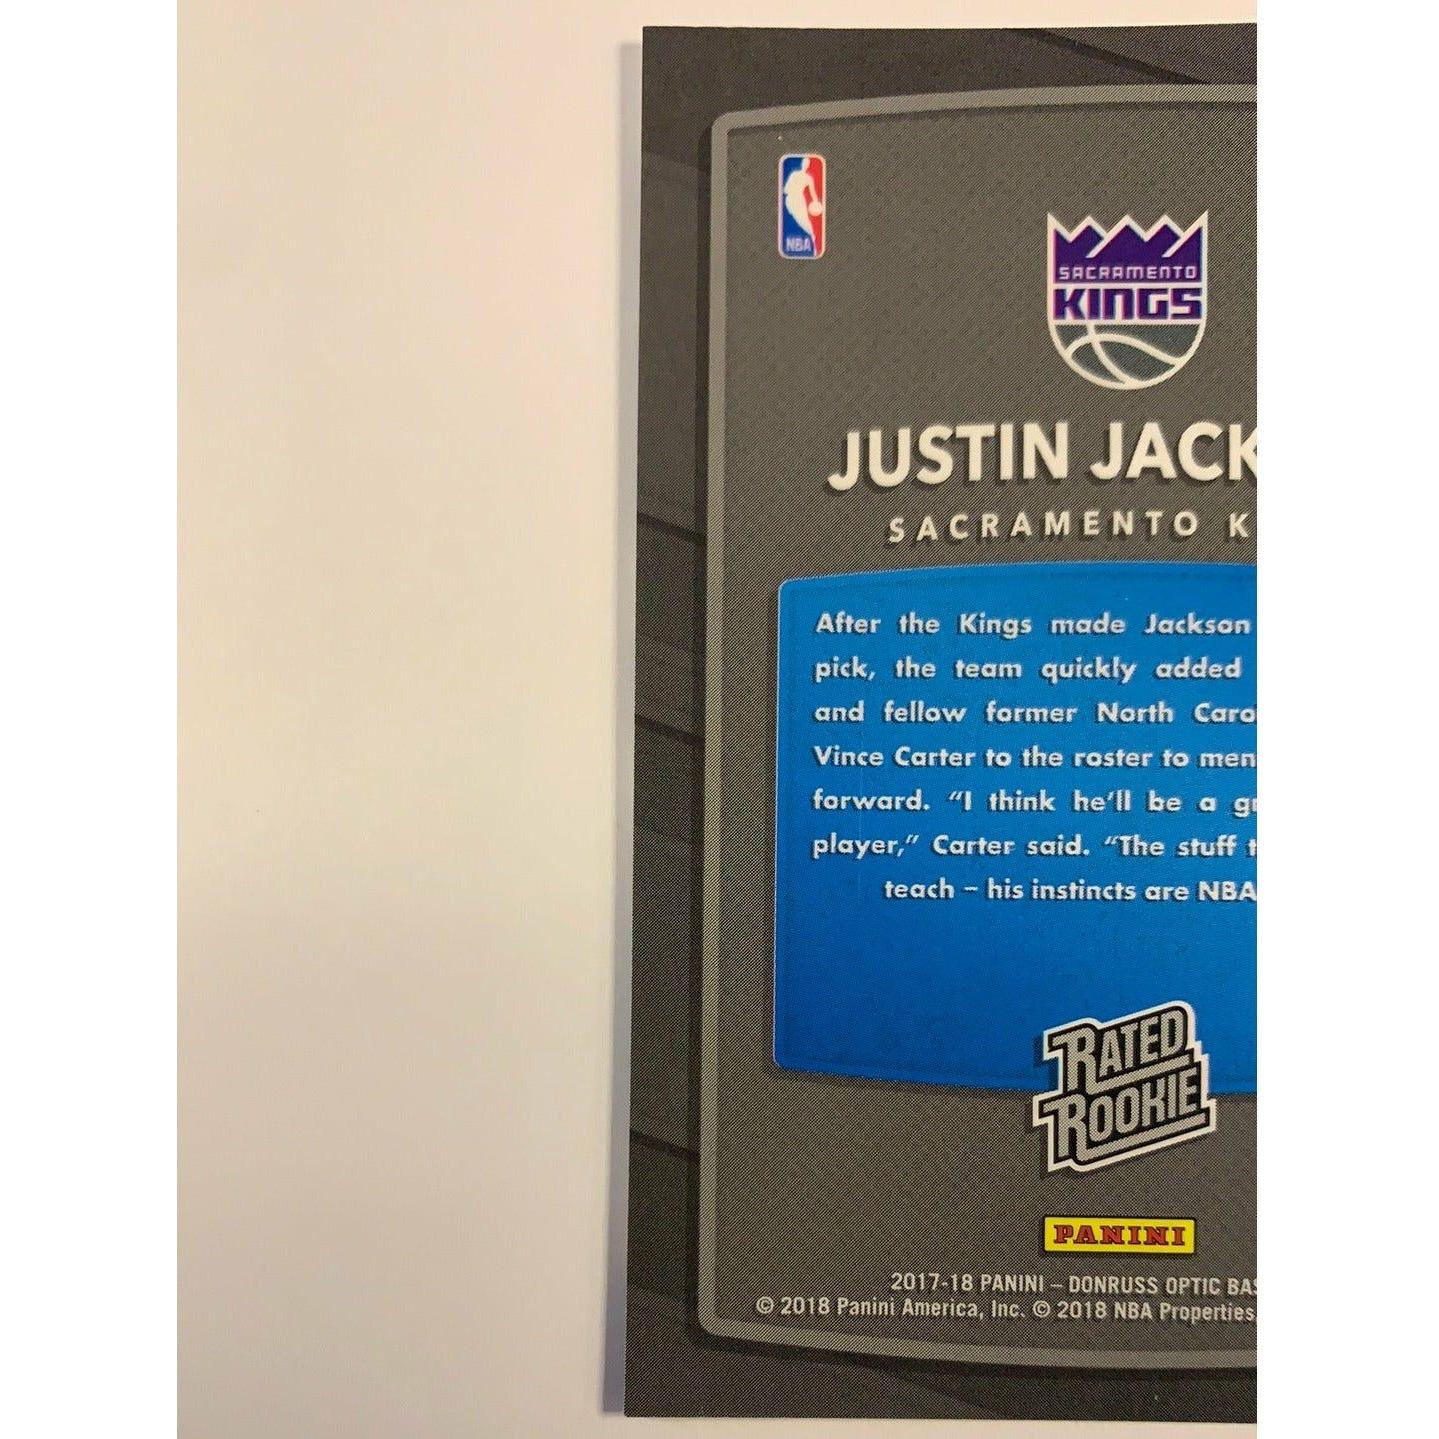 NBA
SACRAMENTO
KINGS
JUSTIN JACK
SACRAMENTO K
After the Kings made Jackson
pick, the team quickly added
and fellow former North Caro
Vince Carter to the roster to men
forward. “I think he’ll be a gr
player,” Carter said. “The stuff t
teach – his instincts are NBA
RATED
ROOKIE
PANINI
2017-18 PANINI – DONRUSS OPTIC BAS
© 2018 Panini America, Inc. © 2018 NBA Properties,